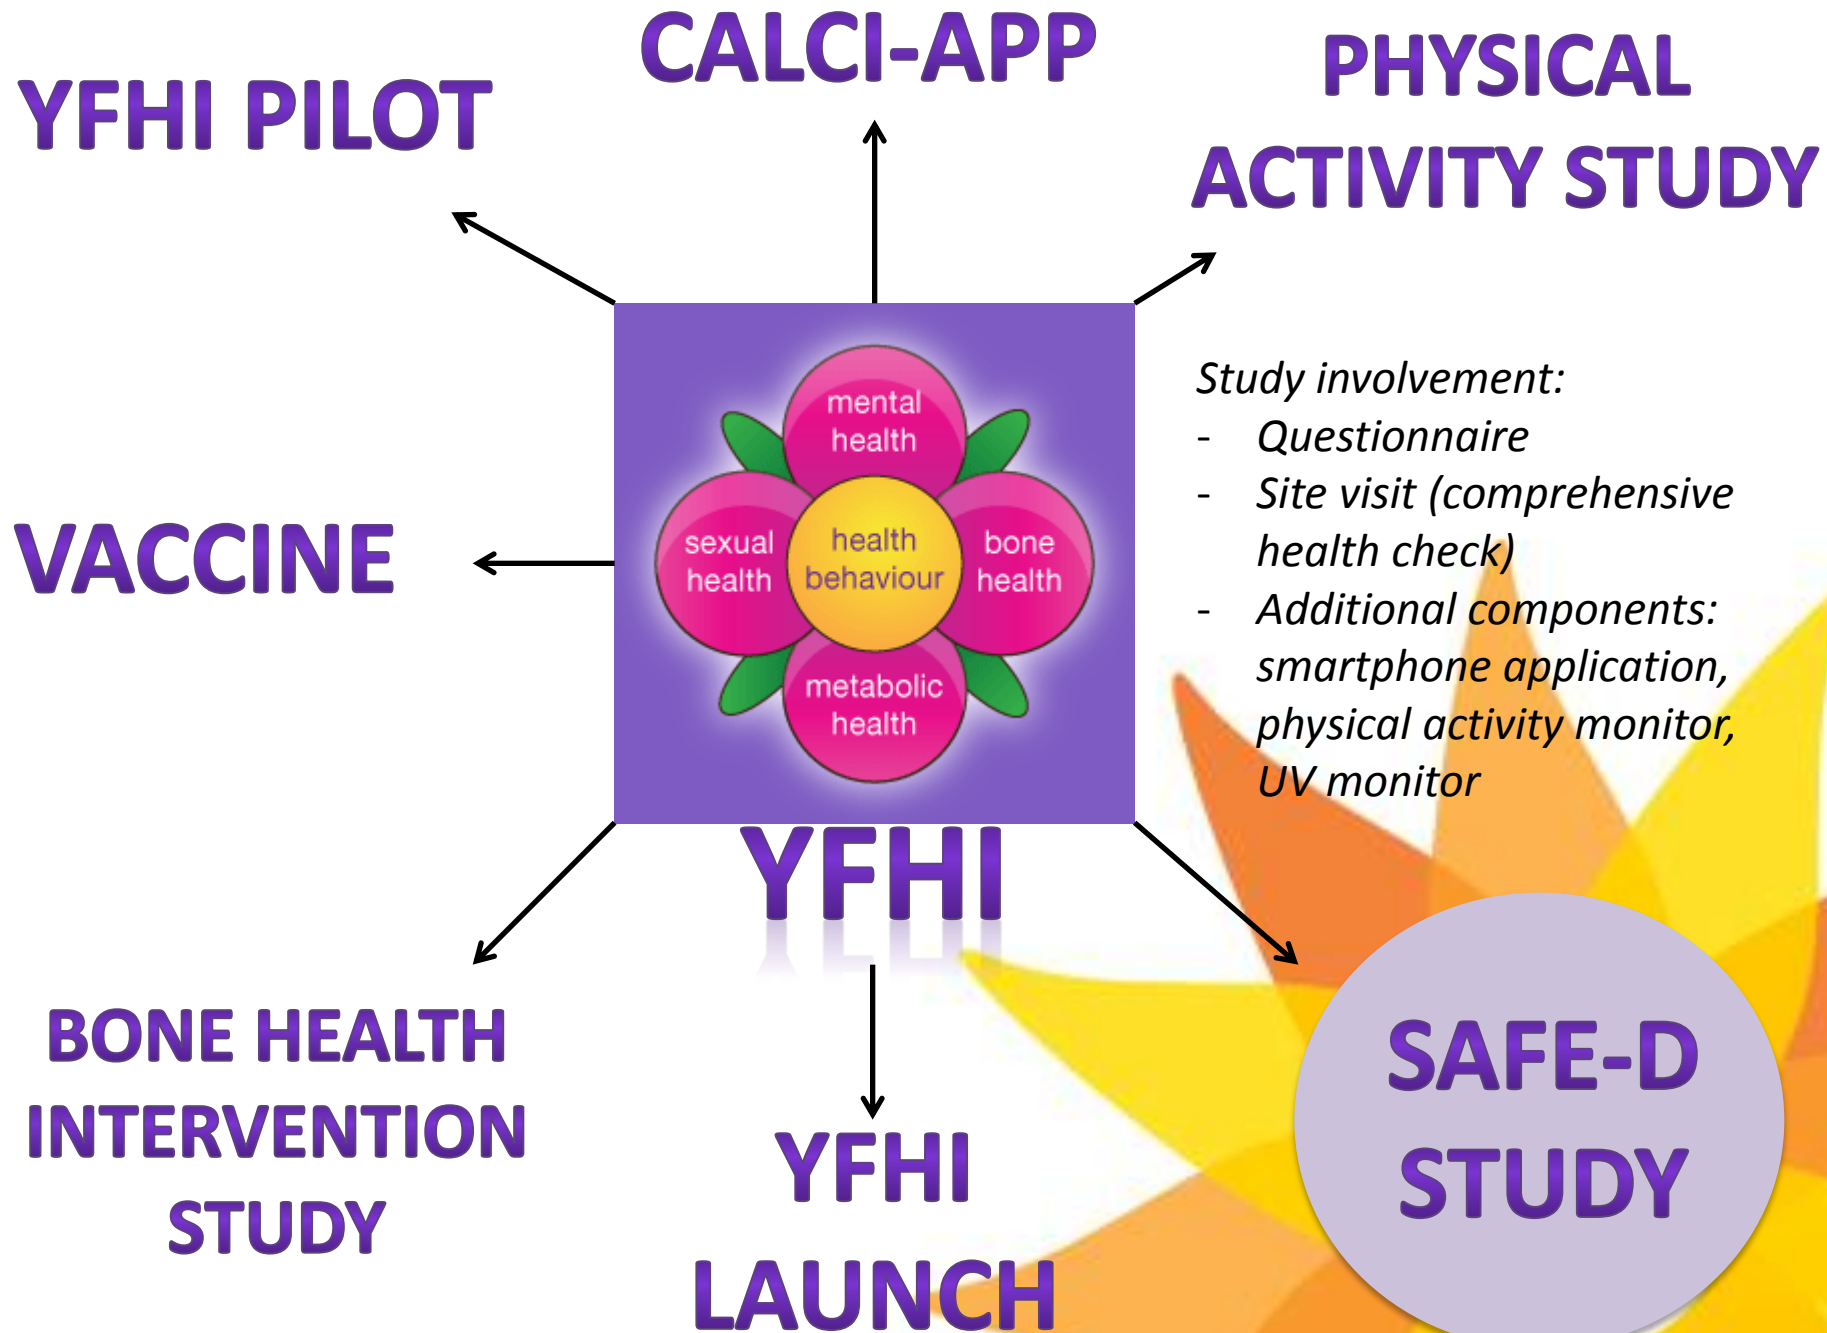 CALCI-APP
YFHI PILOT
PHYSICAL
ACTIVITY STUDY
mental
health
sexual
health
health
behaviour
bone
health
metabolic
health
VACCINE
Study involvement:
- Questionnaire
- Site visit (comprehensive
health check)
- Additional components:
smartphone application,
physical activity monitor,
UV monitor
YFHI
BONE HEALTH
INTERVENTION
STUDY
YFHI
LAUNCH
SAFE-D
STUDY